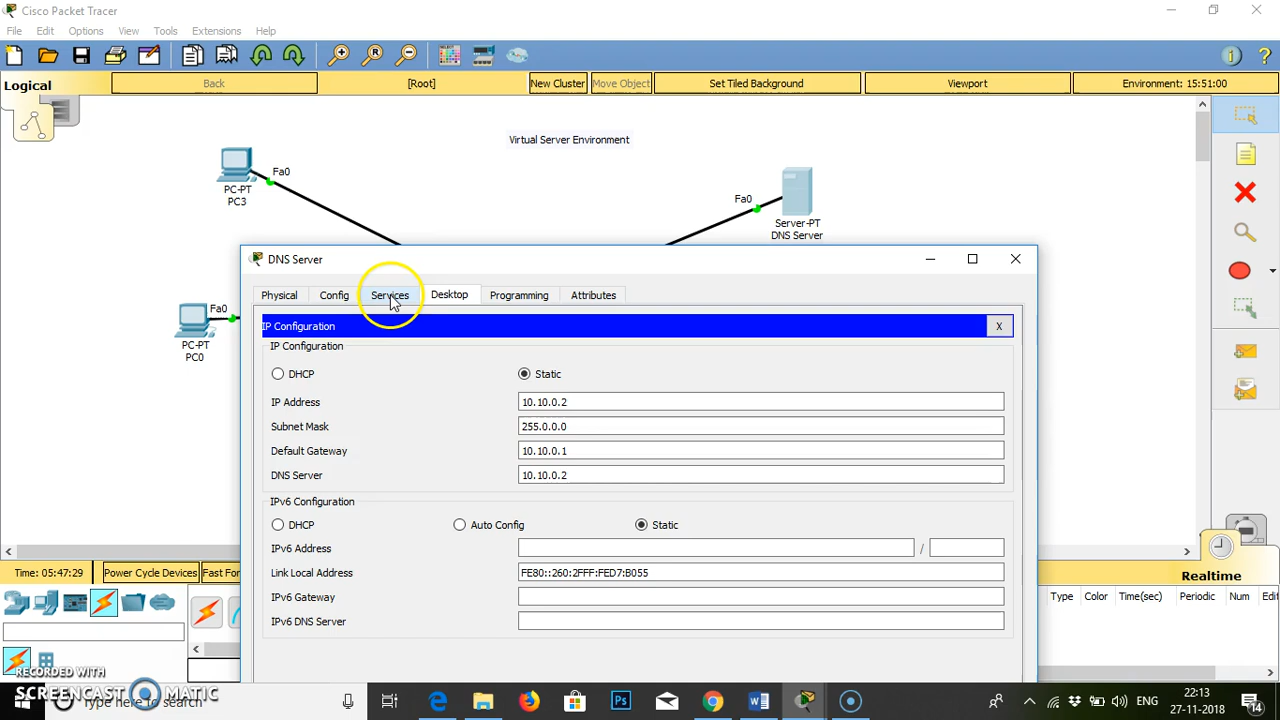 Cisco Packet Tracer
File Edit Options View Tools Extensions Help
Logical Back [Root] New Cluster Move Object Set Tiled Background Viewport Environment: 15:51:00
Virtual Server Environment
Fa0
PC-PT
PC3
Fa0
Server-PT
DNS Server
Fa0
PC-PT
PC0
DNS Server
Physical Config Services Desktop Programming Attributes
IP Configuration X
IP Configuration
DHCP Static
IP Address 10.10.0.2
Subnet Mask 255.0.0.0
Default Gateway 10.10.0.1
DNS Server 10.10.0.2
IPv6 Configuration
DHCP Auto Config Static
IPv6 Address /
Link Local Address FE80::260:2FFF:FED7:B055
IPv6 Gateway
IPv6 DNS Server
Time: 05:47:29 Power Cycle Devices Fast For
Realtime
Type Color Time(sec) Periodic Num Edit
RECORDED WITH
SCREENCAST MATIC
Type here to search
ENG
22:13
27-11-2018
14